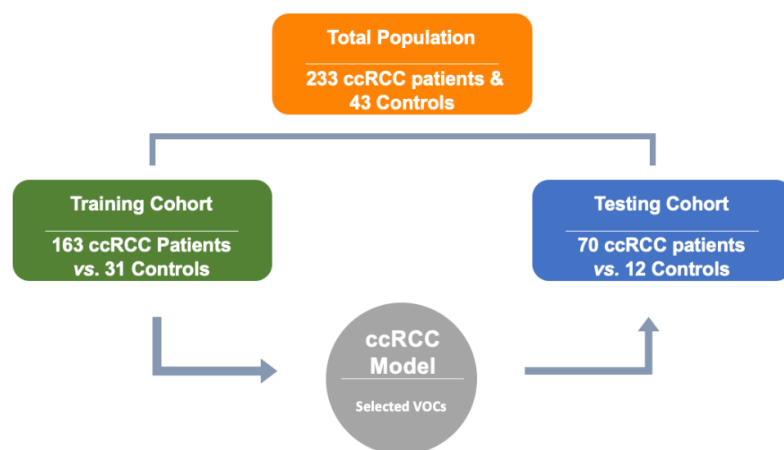 Total Population
233 ccRCC patients &
43 Controls
Training Cohort
163 ccRCC Patients
vs. 31 Controls
Testing Cohort
70 ccRCC patients
vs. 12 Controls
ccRCC
Model
Selected VOCs